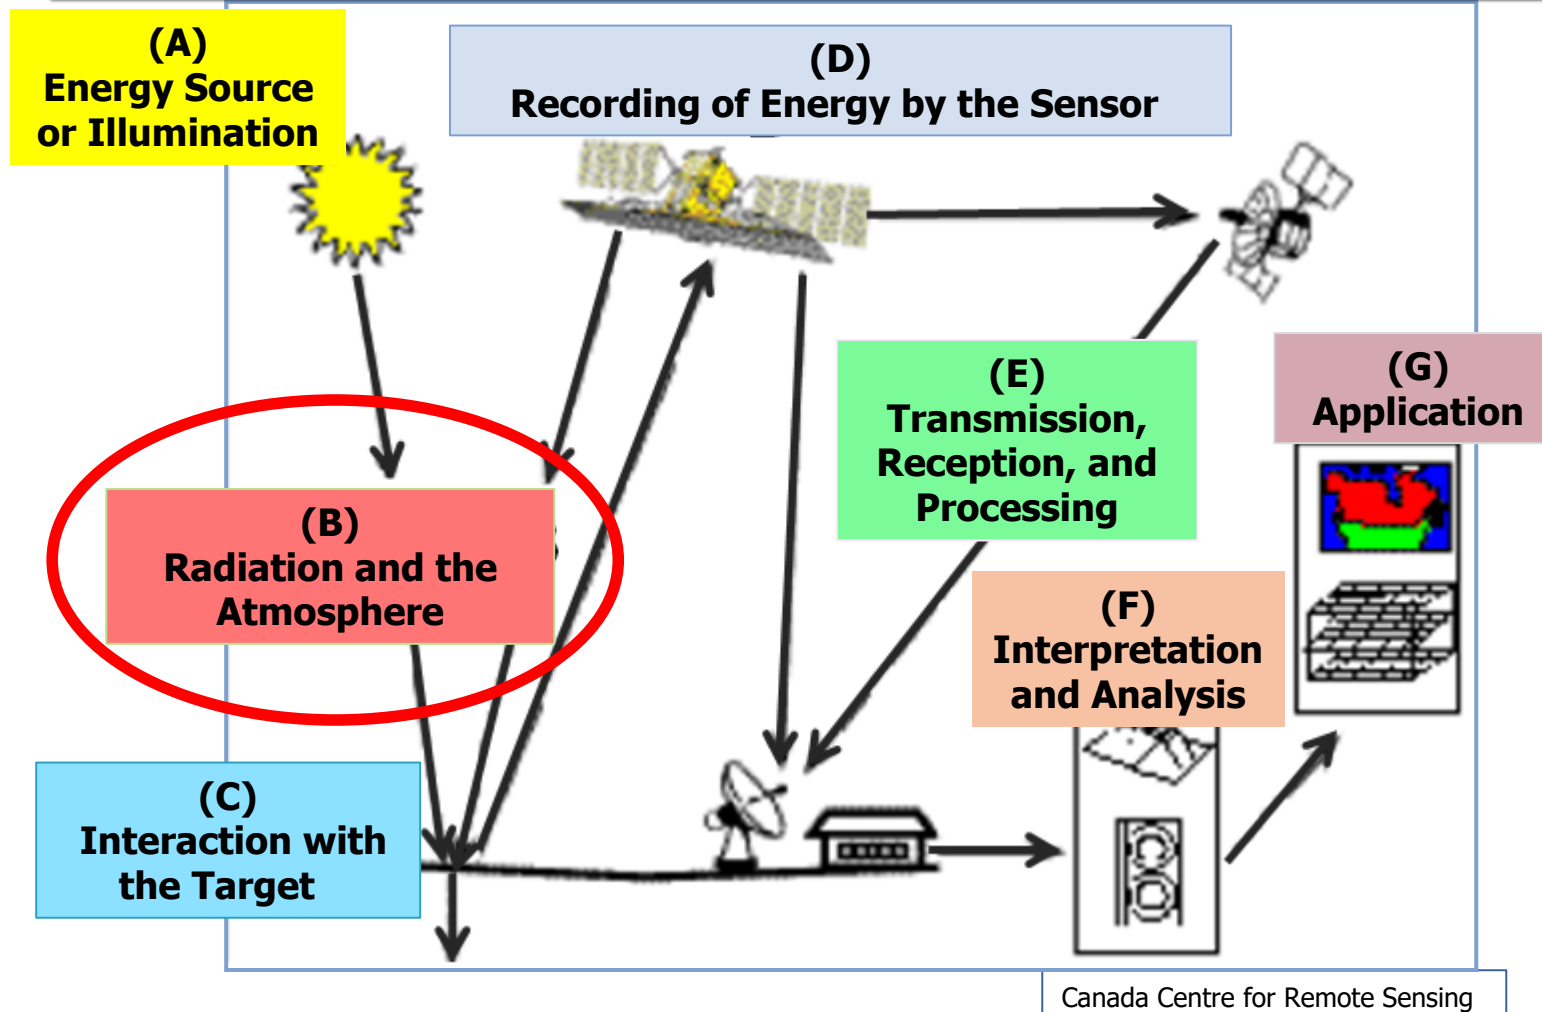 (A)
Energy Source
or Illumination
(D)
Recording of Energy by the Sensor
(E)
Transmission,
Reception, and
Processing
(G)
Application
(B)
Radiation and the
Atmosphere
(F)
Interpretation
and Analysis
(C)
Interaction with
the Target
Canada Centre for Remote Sensing